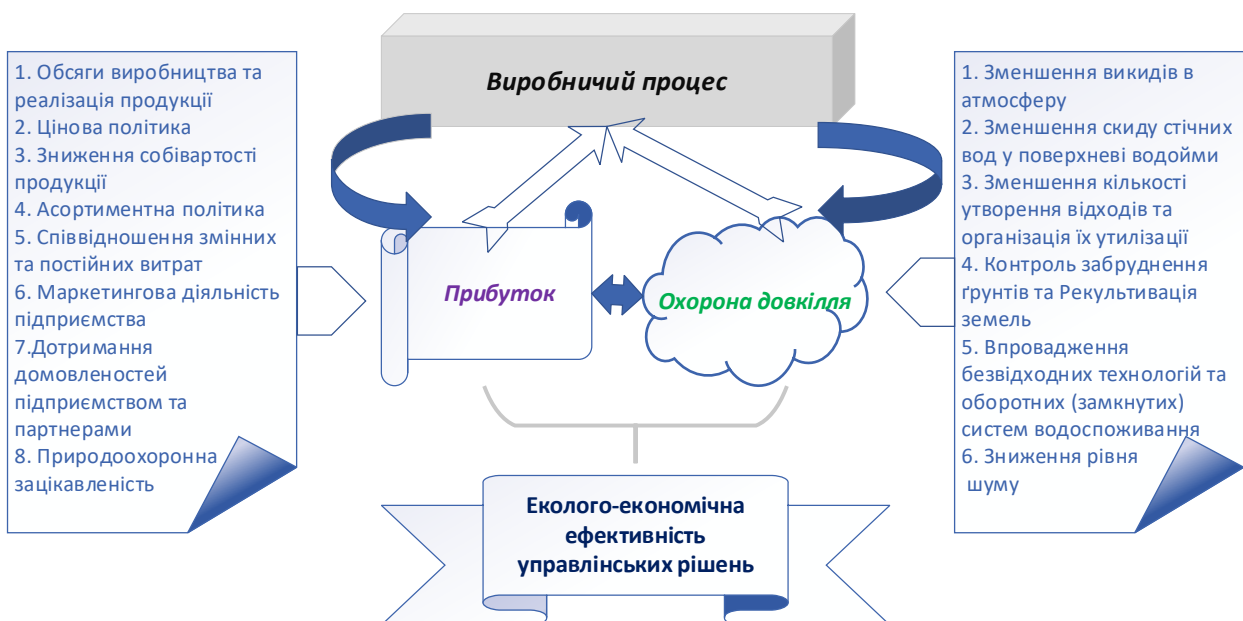 Виробничий процес
1. Обсяги виробництва та
реалізація продукції
2. Цінова політика
3. Зниження собівартості
продукції
4. Асортиментна політика
5. Співвідношення змінних
та постійних витрат
6. Маркетингова діяльність
підприємства
7.Дотримання
домовленостей
підприємством та
партнерами
8. Природоохоронна
зацікавленість
Прибуток
Охорона довкілля
1. Зменшення викидів в
атмосферу
2. Зменшення скиду стічних
вод у поверхневі водойми
3. Зменшення кількості
утворення відходів та
організація їх утилізації
4. Контроль забруднення
ґрунтів та Рекультивація
земель
5. Впровадження
безвідходних технологій та
оборотних (замкнутих)
систем водоспоживання
6. Зниження рівня
шуму
Еколого-економічна
ефективність
управлінських рішень